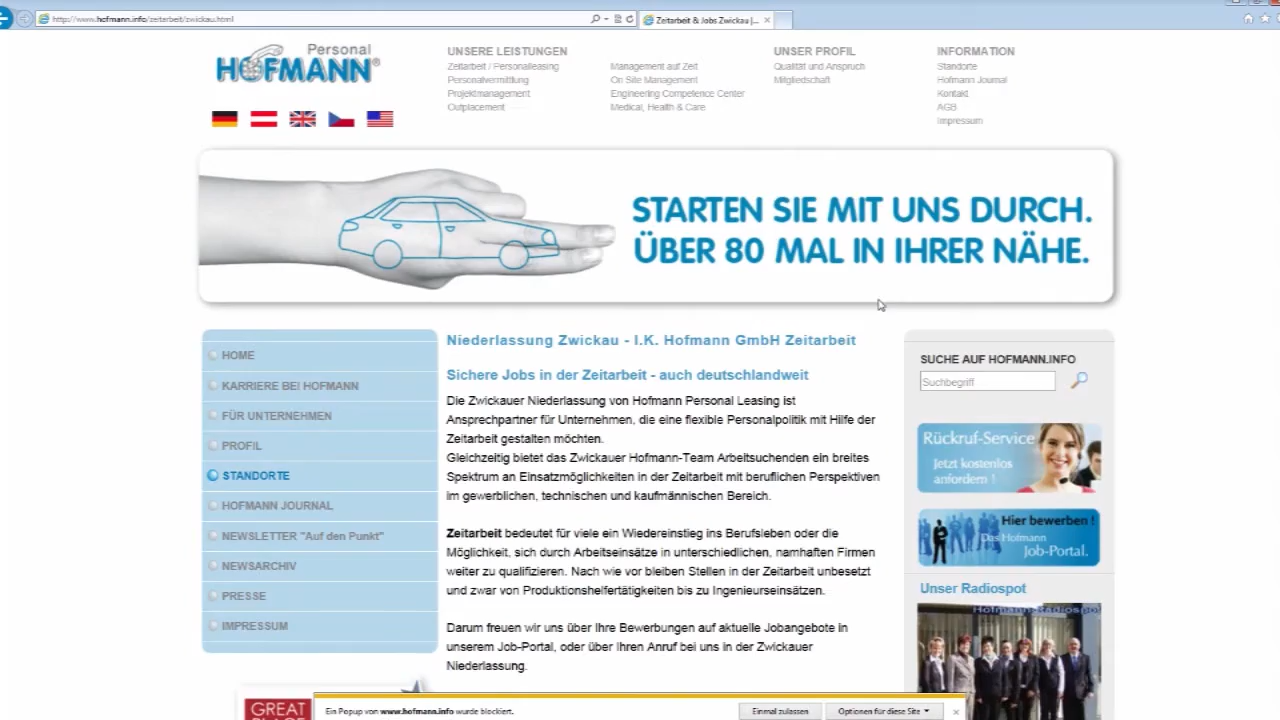 http://www.hofmann.info/zeitarbeit/zwickau.html
Zeitarbeit & Jobs Zwickau |...
Personal
HOFMANN®
UNSERE LEISTUNGEN
Zeitarbeit / Personalleasing
Personalvermittlung
Projektmanagement
Outplacement
Management auf Zeit
On Site Management
Engineering Competence Center
Medical, Health & Care
UNSER PROFIL
Qualität und Anspruch
Mitgliedschaft
INFORMATION
Standorte
Hofmann Journal
Kontakt
AGB
Impressum
STARTEN SIE MIT UNS DURCH.
ÜBER 80 MAL IN IHRER NÄHE.
HOME
KARRIERE BEI HOFMANN
FÜR UNTERNEHMEN
PROFIL
STANDORTE
HOFMANN JOURNAL
NEWSLETTER "Auf den Punkt"
NEWSARCHIV
PRESSE
IMPRESSUM
GREAT
Niederlassung Zwickau - I.K. Hofmann GmbH Zeitarbeit
Sichere Jobs in der Zeitarbeit - auch deutschlandweit
Die Zwickauer Niederlassung von Hofmann Personal Leasing ist
Ansprechpartner für Unternehmen, die eine flexible Personalpolitik mit Hilfe der
Zeitarbeit gestalten möchten.
Gleichzeitig bietet das Zwickauer Hofmann-Team Arbeitsuchenden ein breites
Spektrum an Einsatzmöglichkeiten in der Zeitarbeit mit beruflichen Perspektiven
im gewerblichen, technischen und kaufmännischen Bereich.
Zeitarbeit bedeutet für viele ein Wiedereinstieg ins Berufsleben oder die
Möglichkeit, sich durch Arbeitseinsätze in unterschiedlichen, namhaften Firmen
weiter zu qualifizieren. Nach wie vor bleiben Stellen in der Zeitarbeit unbesetzt
und zwar von Produktionshelfertätigkeiten bis zu Ingenieurseinsätzen.
Darum freuen wir uns über Ihre Bewerbungen auf aktuelle Jobangebote in
unserem Job-Portal, oder über Ihren Anruf bei uns in der Zwickauer
Niederlassung.
SUCHE AUF HOFMANN.INFO
Suchbegriff
Rückruf-Service
Jetzt kostenlos
anfordern !
Hier bewerben !
Das Hofmann
Job-Portal.
Unser Radiospot
Hofmann-Radiospot
Ein Popup von www.hofmann.info wurde blockiert.
Einmal zulassen
Optionen für diese Site